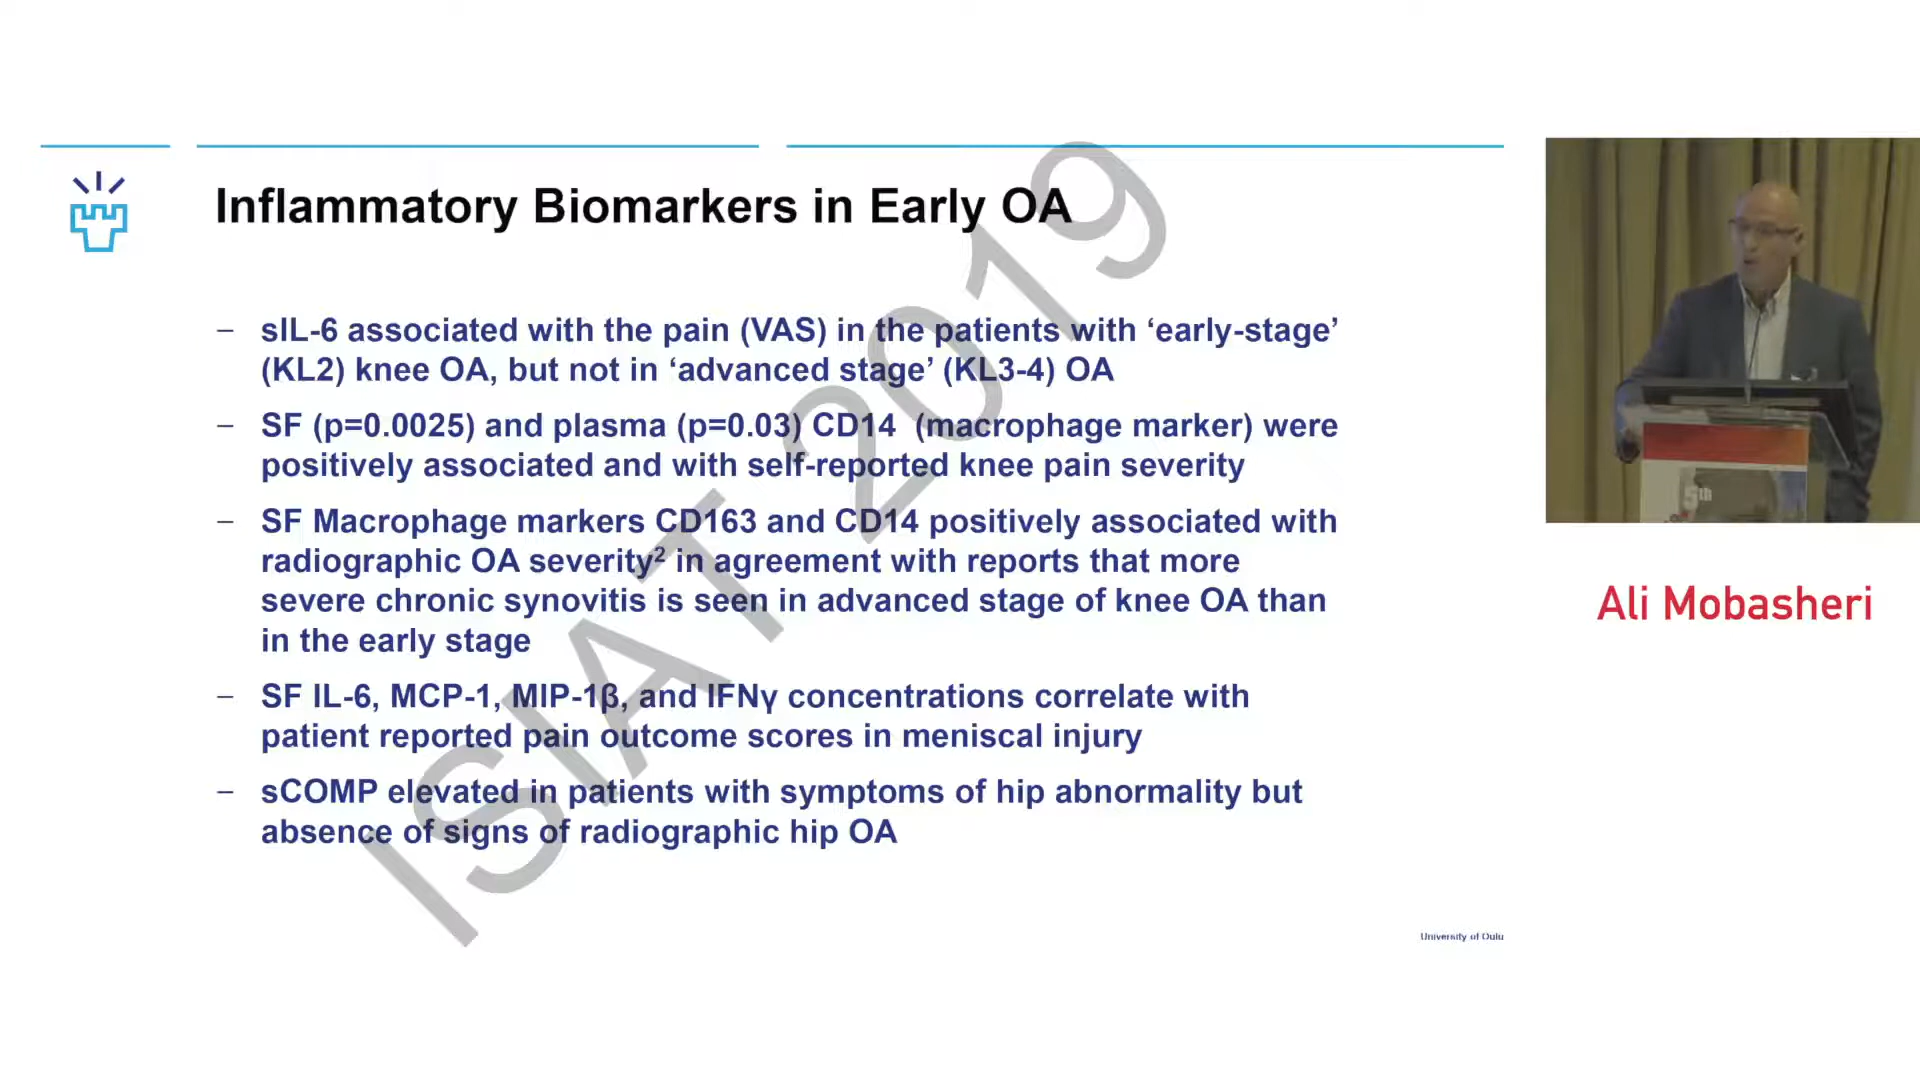 Inflammatory Biomarkers in Early OA
– sIL-6 associated with the pain (VAS) in the patients with ‘early-stage’
(KL2) knee OA, but not in ‘advanced stage’ (KL3-4) OA
– SF (p=0.0025) and plasma (p=0.03) CD14 (macrophage marker) were
positively associated and with self-reported knee pain severity
– SF Macrophage markers CD163 and CD14 positively associated with
radiographic OA severity² in agreement with reports that more
severe chronic synovitis is seen in advanced stage of knee OA than
in the early stage
– SF IL-6, MCP-1, MIP-1β, and IFNγ concentrations correlate with
patient reported pain outcome scores in meniscal injury
– sCOMP elevated in patients with symptoms of hip abnormality but
absence of signs of radiographic hip OA
ISIAT 2019
University of Oulu
5th
Ali Mobasheri